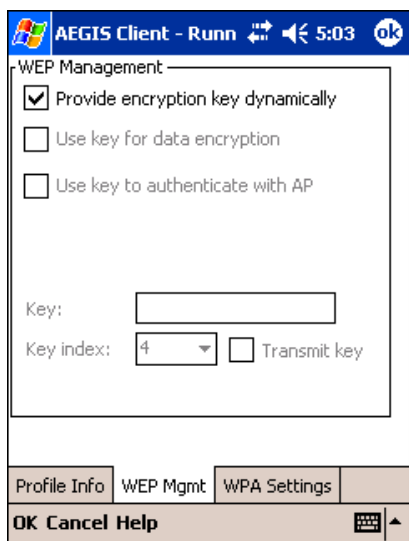 AEGIS Client - Runn 5:03 ok
WEP Management
Provide encryption key dynamically
Use key for data encryption
Use key to authenticate with AP
Key:
Key index: 4 Transmit key
Profile Info WEP Mgmt WPA Settings
OK Cancel Help